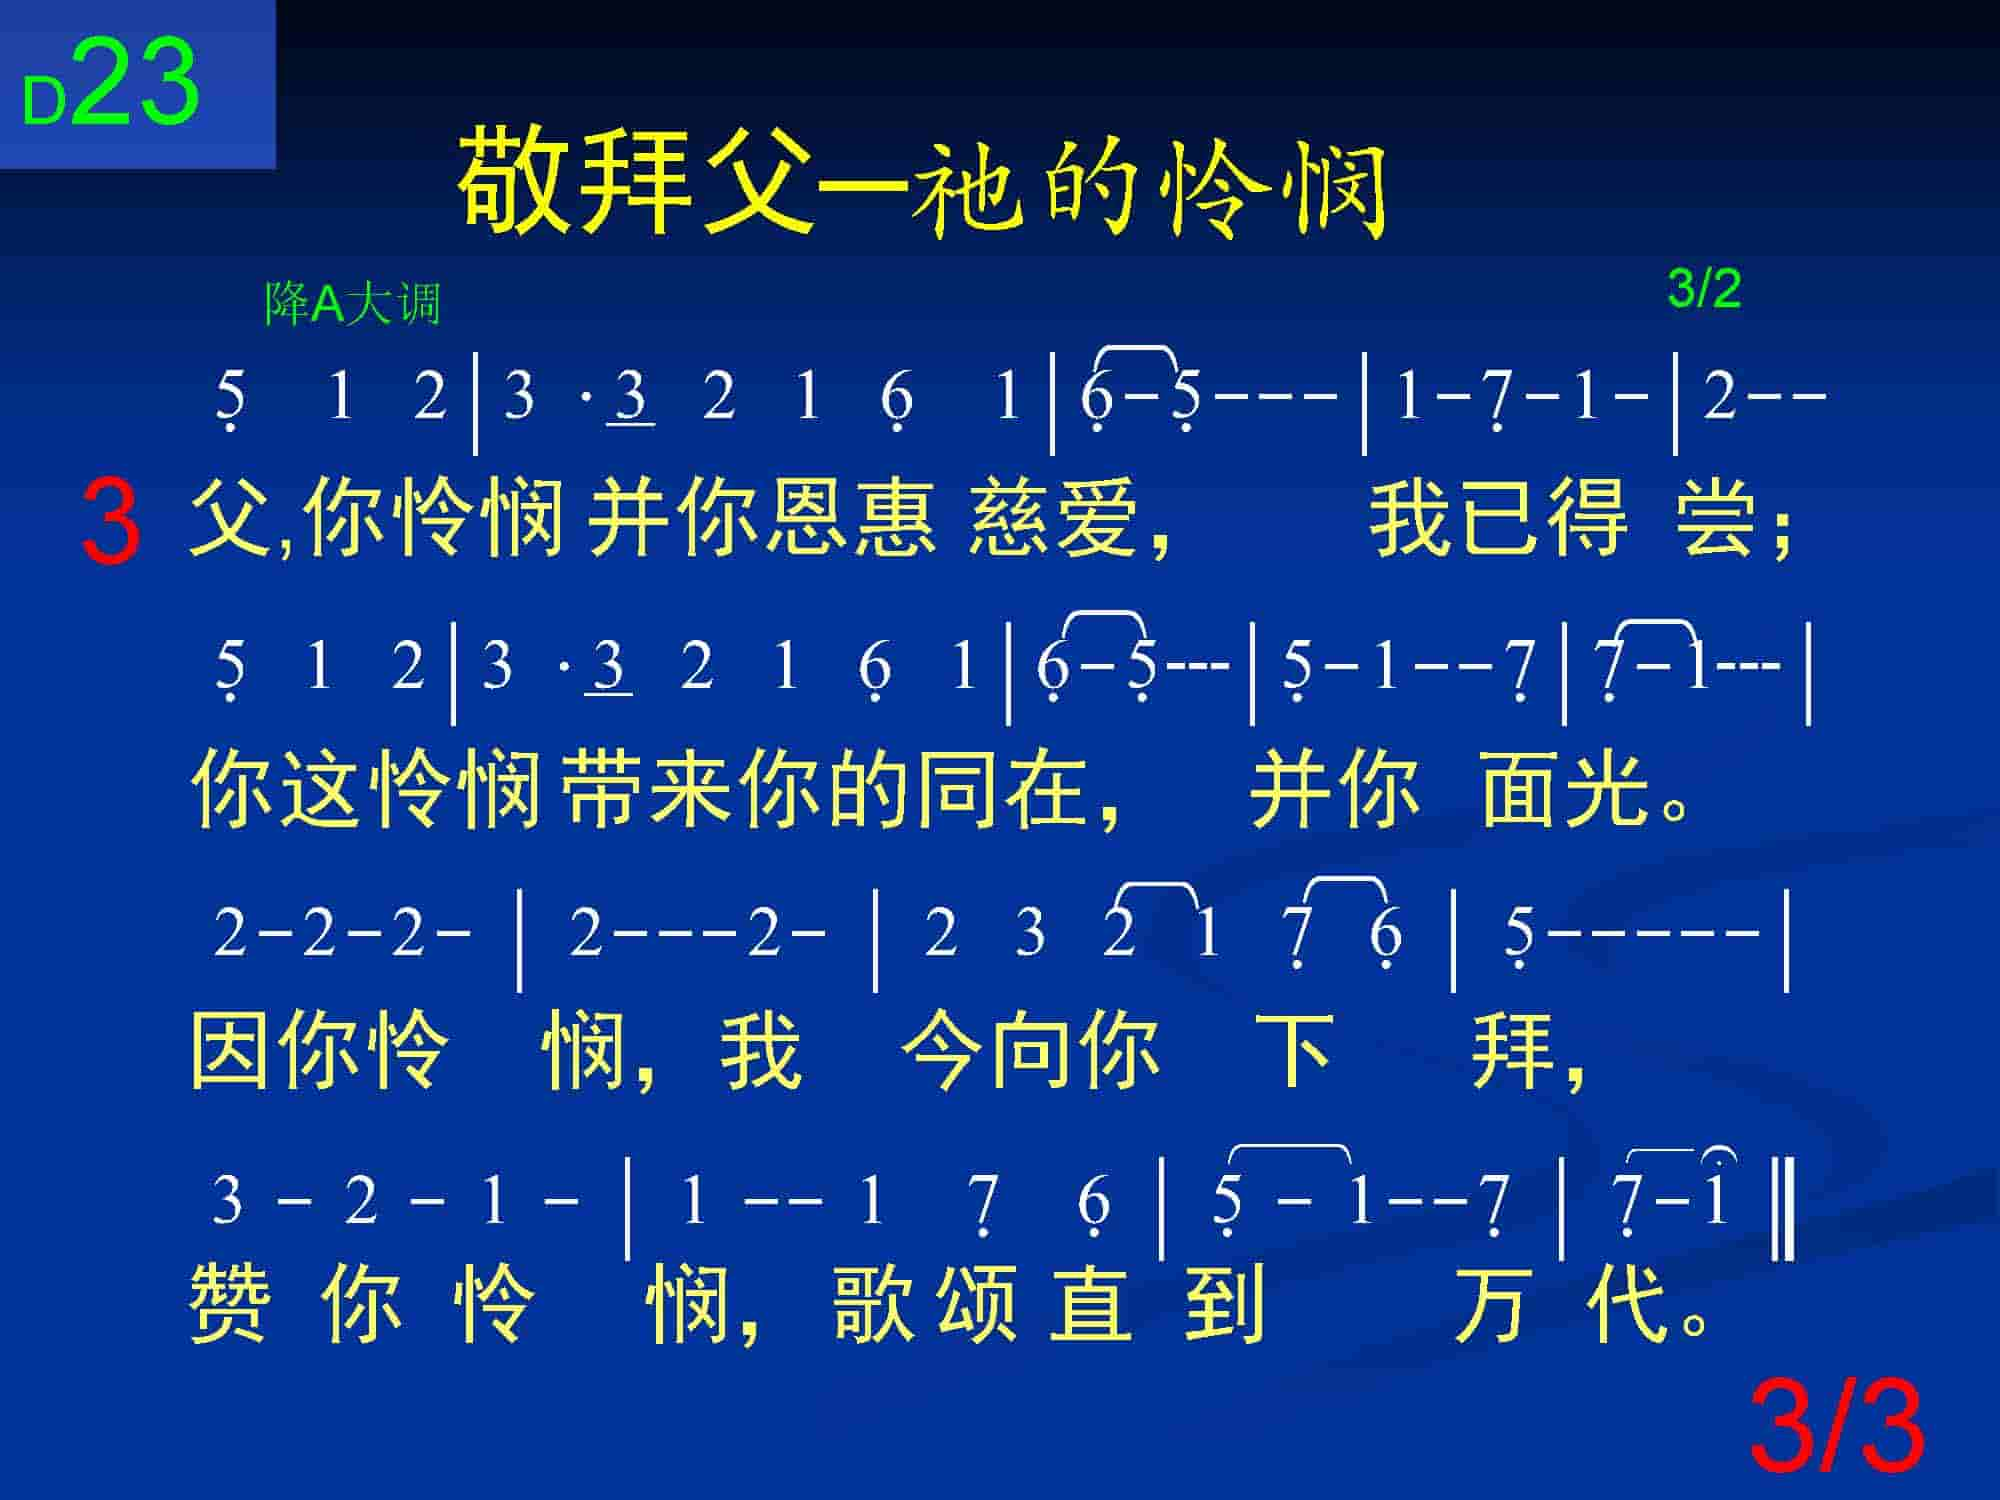 D23
敬拜父─祂的怜悯
降A大调 3/2
5̣ 1 2 | 3 · 3̲ 2 1 6̣ 1 | 6̣ - 5̣ - - - | 1 - 7̣ - 1 - | 2 - -
3 父,你怜悯 并你恩惠 慈爱, 我已得 尝;
5̣ 1 2 | 3 · 3̲ 2 1 6̣ 1 | 6̣ - 5̣ - - - | 5̣ - 1 - - 7̣ | 7̣ - 1 - - - |
你这怜悯 带来你的同在, 并你 面光。
2 - 2 - 2 - | 2 - - - 2 - | 2 3 2 1 7̣ 6̣ | 5̣ - - - - - |
因你怜 悯, 我 今向你 下 拜,
3 - 2 - 1 - | 1 - - 1 7̣ 6̣ | 5̣ - 1 - - 7̣ | 7̣ - 1̇ ‖
赞 你 怜 悯, 歌颂 直 到 万 代。
3/3